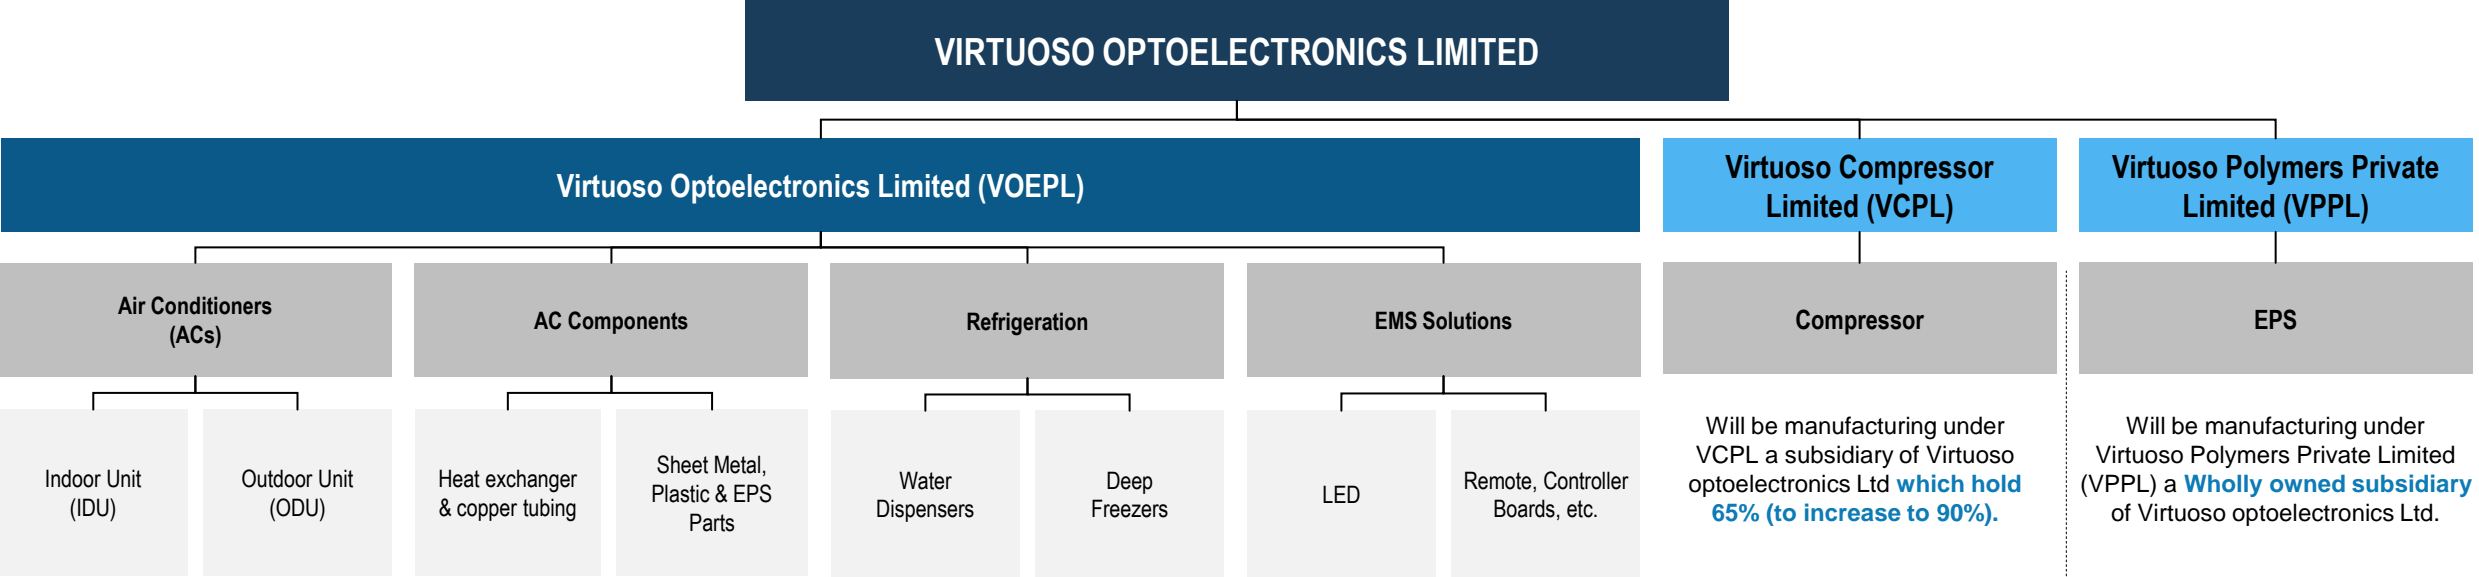 VIRTUOSO OPTOELECTRONICS LIMITED
Virtuoso Optoelectronics Limited (VOEPL)
Virtuoso Compressor
Limited (VCPL)
Virtuoso Polymers Private
Limited (VPPL)
Air Conditioners
(ACs)
AC Components
Refrigeration
EMS Solutions
Compressor
EPS
Indoor Unit
(IDU)
Outdoor Unit
(ODU)
Heat exchanger
& copper tubing
Sheet Metal,
Plastic & EPS
Parts
Water
Dispensers
Deep
Freezers
LED
Remote, Controller
Boards, etc.
Will be manufacturing under
VCPL a subsidiary of Virtuoso
optoelectronics Ltd which hold
65% (to increase to 90%).
Will be manufacturing under
Virtuoso Polymers Private Limited
(VPPL) a Wholly owned subsidiary
of Virtuoso optoelectronics Ltd.